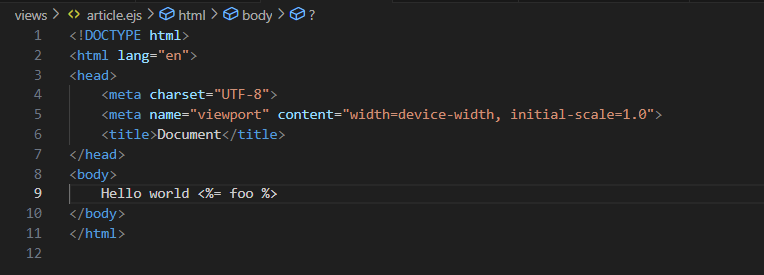 views > article.ejs > html > body > ?
1 <!DOCTYPE html>
2 <html lang="en">
3 <head>
4     <meta charset="UTF-8">
5     <meta name="viewport" content="width=device-width, initial-scale=1.0">
6     <title>Document</title>
7 </head>
8 <body>
9     Hello world <%= foo %>
10 </body>
11 </html>
12